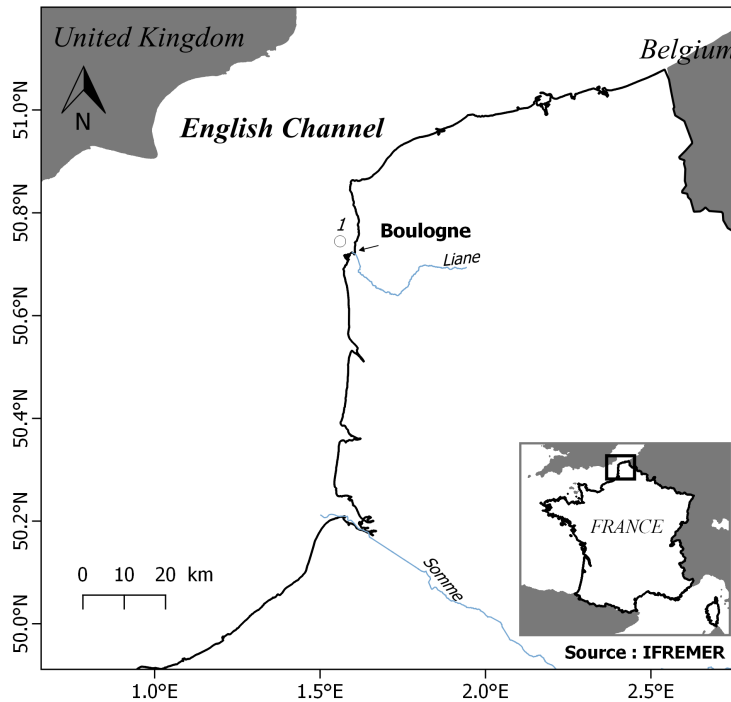 United Kingdom
Belgium
N
English Channel
51.0°N
50.8°N
50.6°N
50.4°N
50.2°N
50.0°N
1
Boulogne
Liane
FRANCE
Somme
0 10 20 km
Source : IFREMER
1.0°E 1.5°E 2.0°E 2.5°E